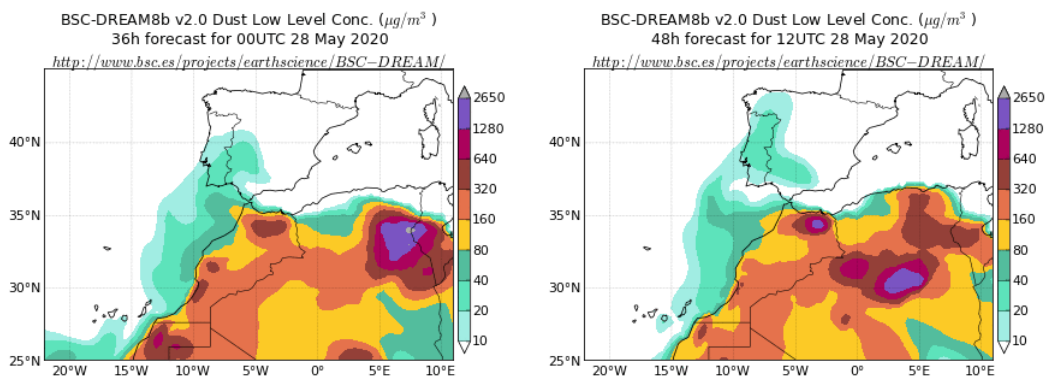 BSC-DREAM8b v2.0 Dust Low Level Conc. (µg/m³ )
36h forecast for 00UTC 28 May 2020
http://www.bsc.es/projects/earthscience/BSC−DREAM/
40°N
35°N
30°N
25°N
20°W
15°W
10°W
5°W
0°
5°E
10°E
2650
1280
640
320
160
80
40
20
10
BSC-DREAM8b v2.0 Dust Low Level Conc. (µg/m³ )
48h forecast for 12UTC 28 May 2020
http://www.bsc.es/projects/earthscience/BSC−DREAM/
40°N
35°N
30°N
25°N
20°W
15°W
10°W
5°W
0°
5°E
10°E
2650
1280
640
320
160
80
40
20
10